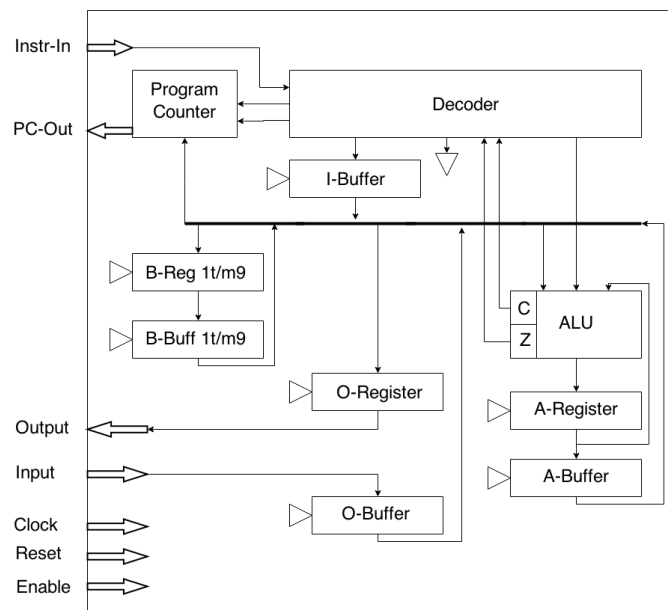 Instr-In
Program
Counter
Decoder
PC-Out
I-Buffer
B-Reg 1t/m9
B-Buff 1t/m9
C
Z
ALU
O-Register
A-Register
Output
Input
A-Buffer
O-Buffer
Clock
Reset
Enable